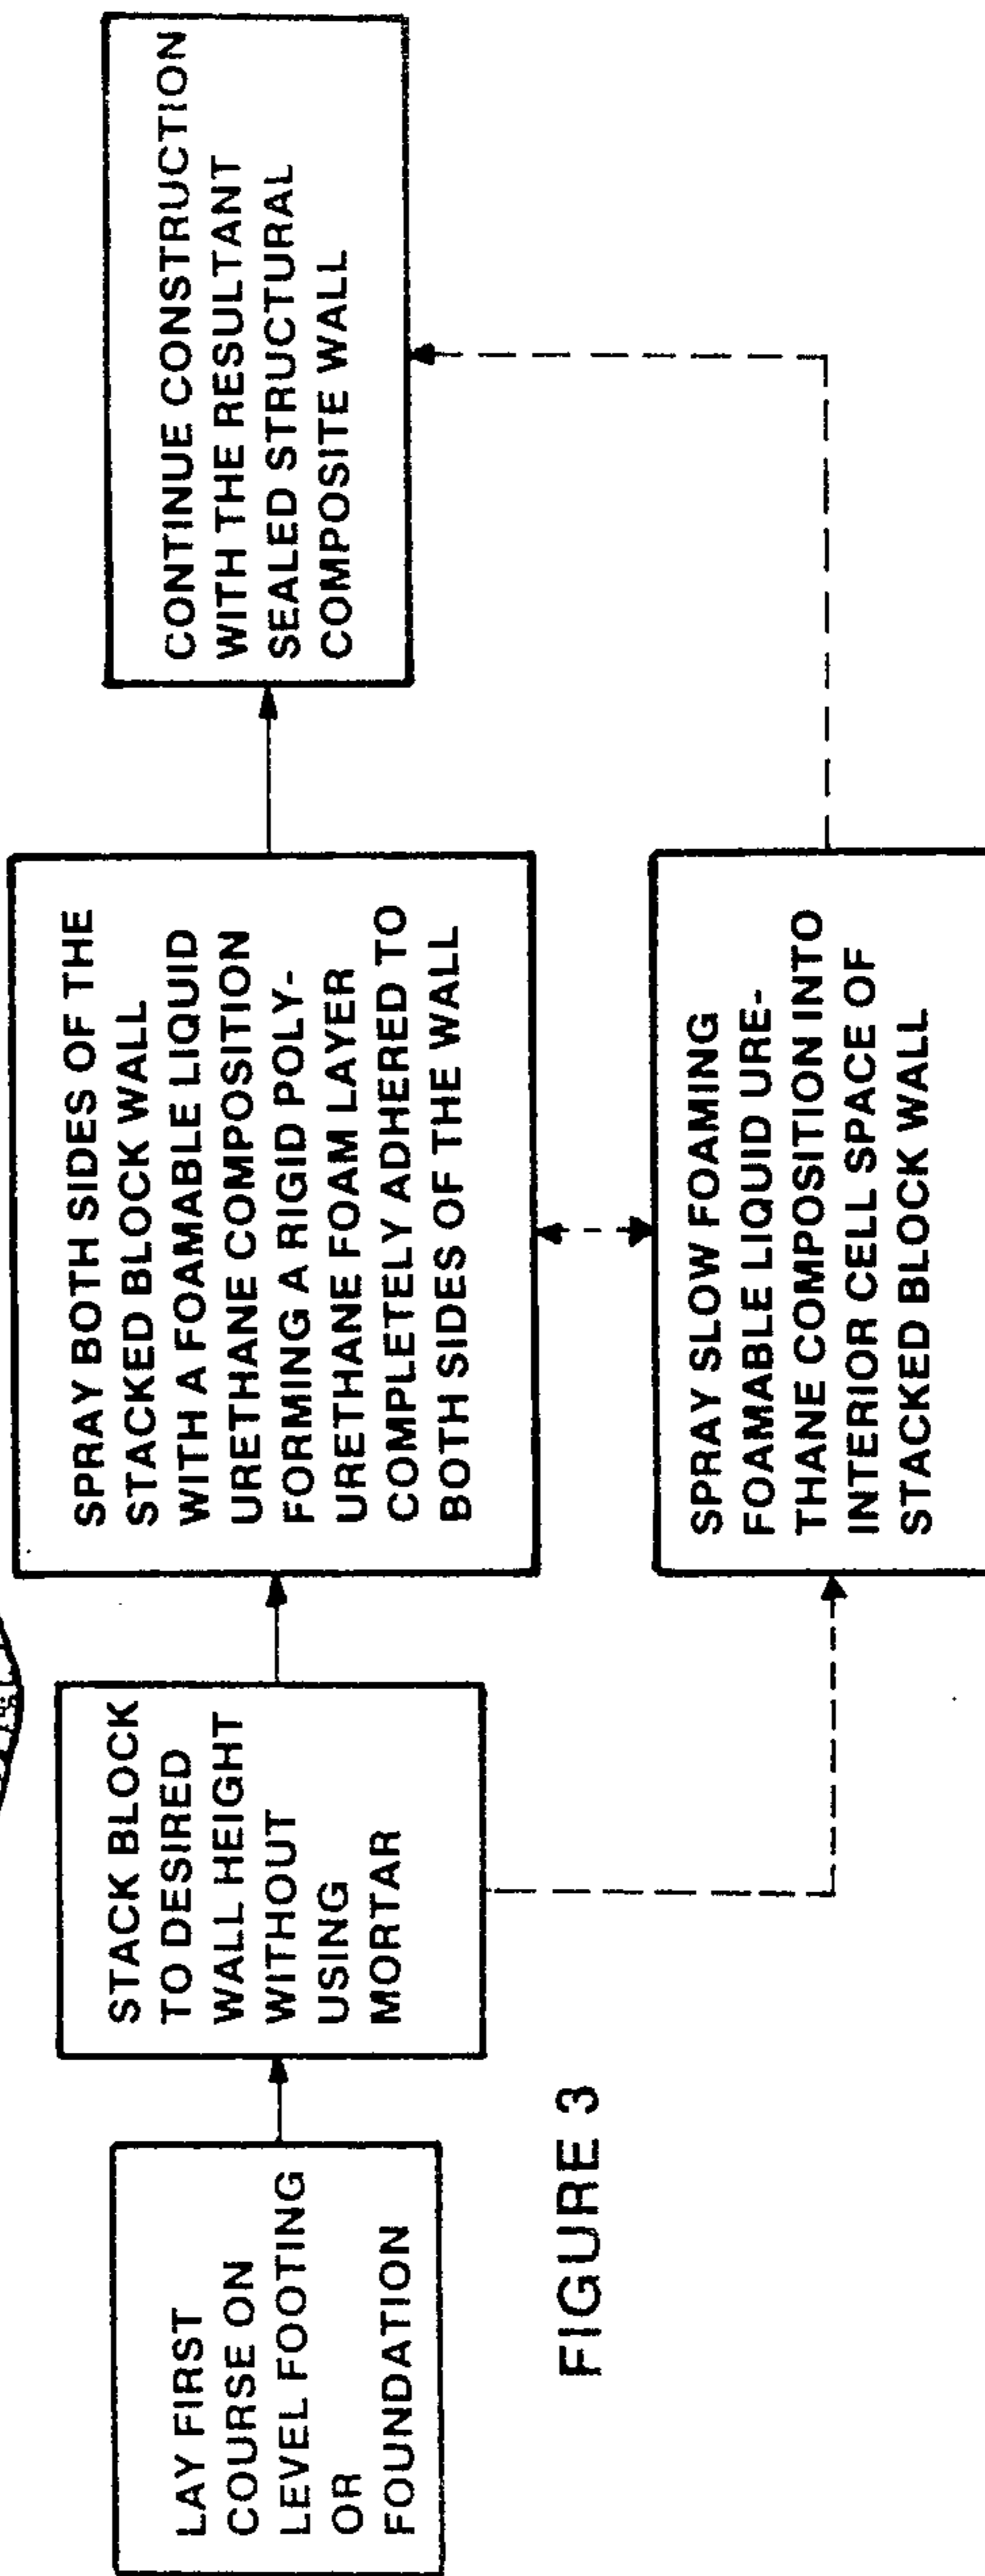 LAY FIRST
COURSE ON
LEVEL FOOTING
OR
FOUNDATION
STACK BLOCK
TO DESIRED
WALL HEIGHT
WITHOUT
USING
MORTAR
SPRAY BOTH SIDES OF THE
STACKED BLOCK WALL
WITH A FOAMABLE LIQUID
URETHANE COMPOSITION
FORMING A RIGID POLY-
URETHANE FOAM LAYER
COMPLETELY ADHERED TO
BOTH SIDES OF THE WALL
CONTINUE CONSTRUCTION
WITH THE RESULTANT
SEALED STRUCTURAL
COMPOSITE WALL
SPRAY SLOW FOAMING
FOAMABLE LIQUID URE-
THANE COMPOSITION INTO
INTERIOR CELL SPACE OF
STACKED BLOCK WALL
FIGURE 3